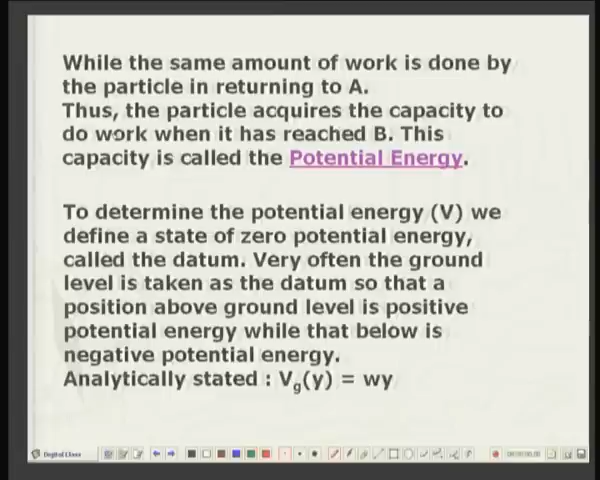 While the same amount of work is done by
the particle in returning to A.
Thus, the particle acquires the capacity to
do work when it has reached B. This
capacity is called the Potential Energy.
To determine the potential energy (V) we
define a state of zero potential energy,
called the datum. Very often the ground
level is taken as the datum so that a
position above ground level is positive
potential energy while that below is
negative potential energy.
Analytically stated : Vg(y) = wy
Digital Class